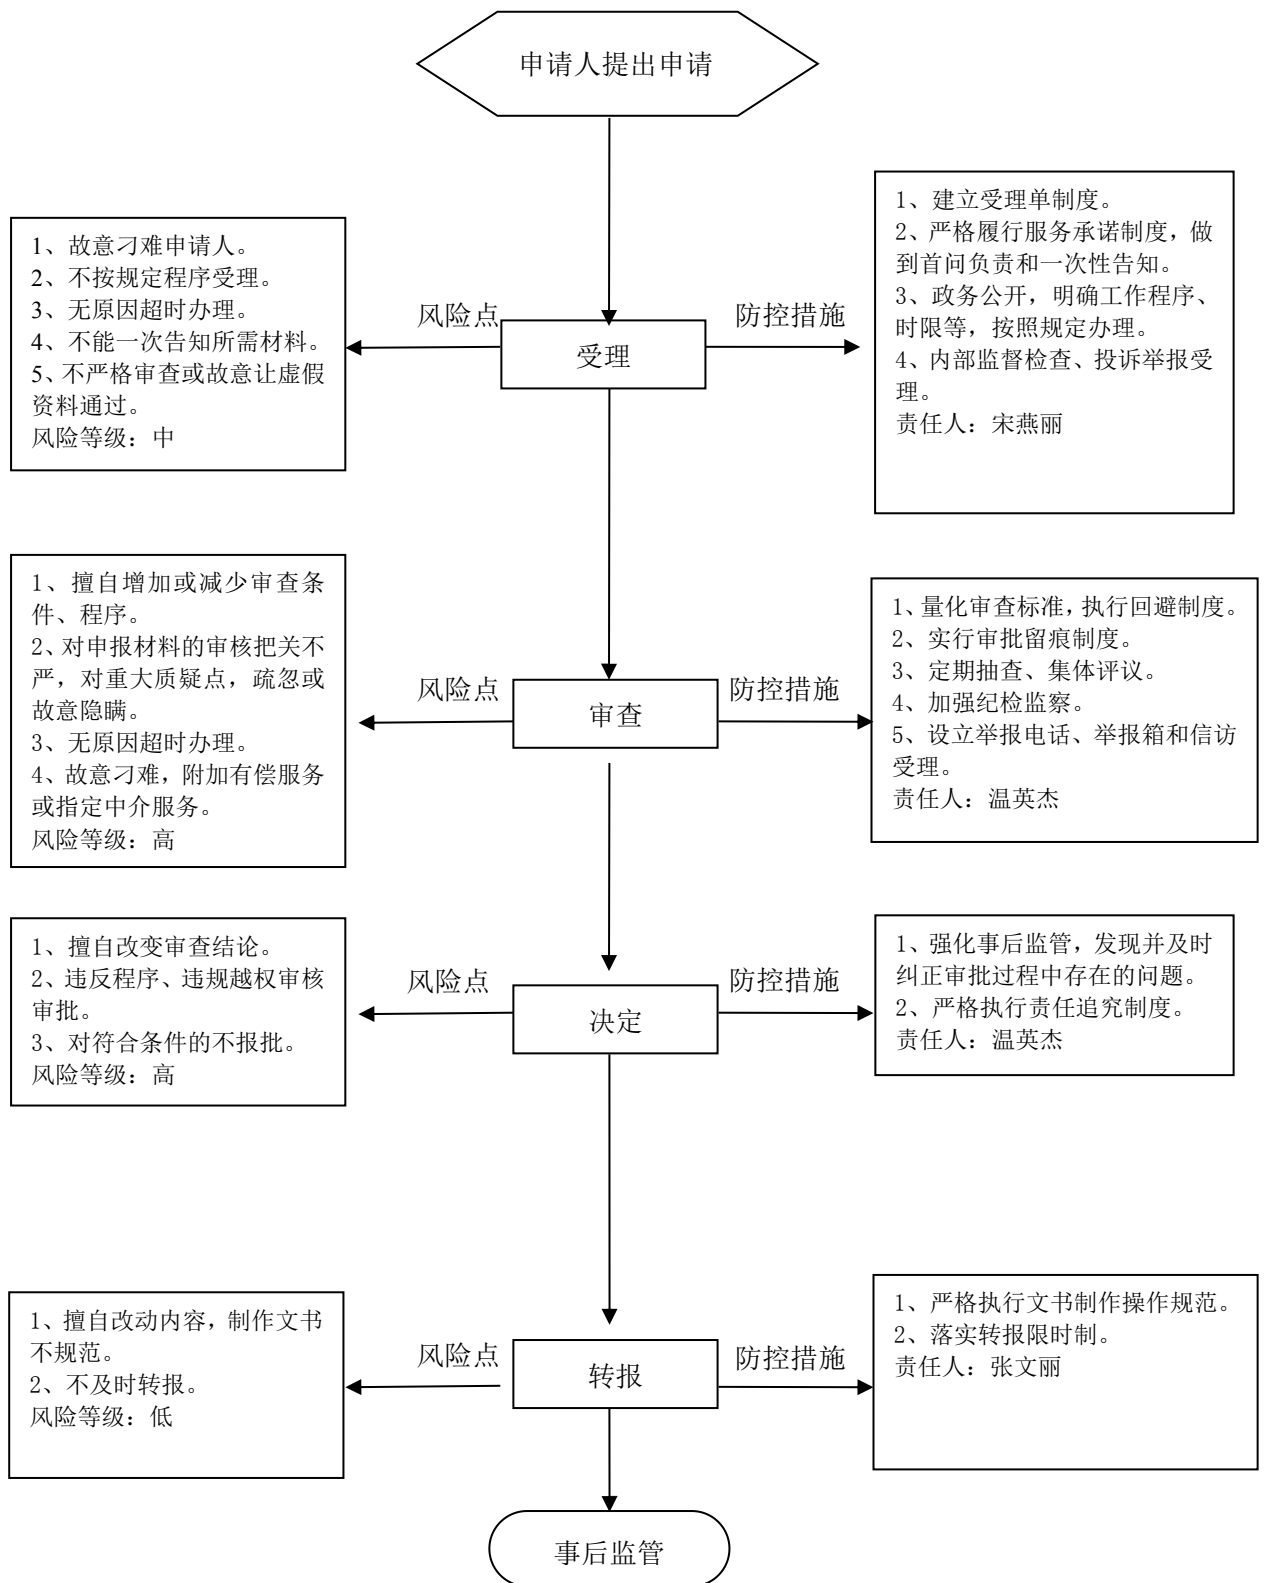 申请人提出申请
1、故意刁难申请人。
2、不按规定程序受理。
3、无原因超时办理。
4、不能一次告知所需材料。
5、不严格审查或故意让虚假
资料通过。
风险等级：中
风险点
受理
防控措施
1、建立受理单制度。
2、严格履行服务承诺制度，做
到首问负责和一次性告知。
3、政务公开，明确工作程序、
时限等，按照规定办理。
4、内部监督检查、投诉举报受
理。
责任人：宋燕丽
1、擅自增加或减少审查条
件、程序。
2、对申报材料的审核把关不
严，对重大质疑点，疏忽或
故意隐瞒。
3、无原因超时办理。
4、故意刁难，附加有偿服务
或指定中介服务。
风险等级：高
风险点
审查
防控措施
1、量化审查标准，执行回避制度。
2、实行审批留痕制度。
3、定期抽查、集体评议。
4、加强纪检监察。
5、设立举报电话、举报箱和信访
受理。
责任人：温英杰
1、擅自改变审查结论。
2、违反程序、违规越权审核
审批。
3、对符合条件的不报批。
风险等级：高
风险点
决定
防控措施
1、强化事后监管，发现并及时
纠正审批过程中存在的问题。
2、严格执行责任追究制度。
责任人：温英杰
1、擅自改动内容，制作文书
不规范。
2、不及时转报。
风险等级：低
风险点
转报
防控措施
1、严格执行文书制作操作规范。
2、落实转报限时制。
责任人：张文丽
事后监管